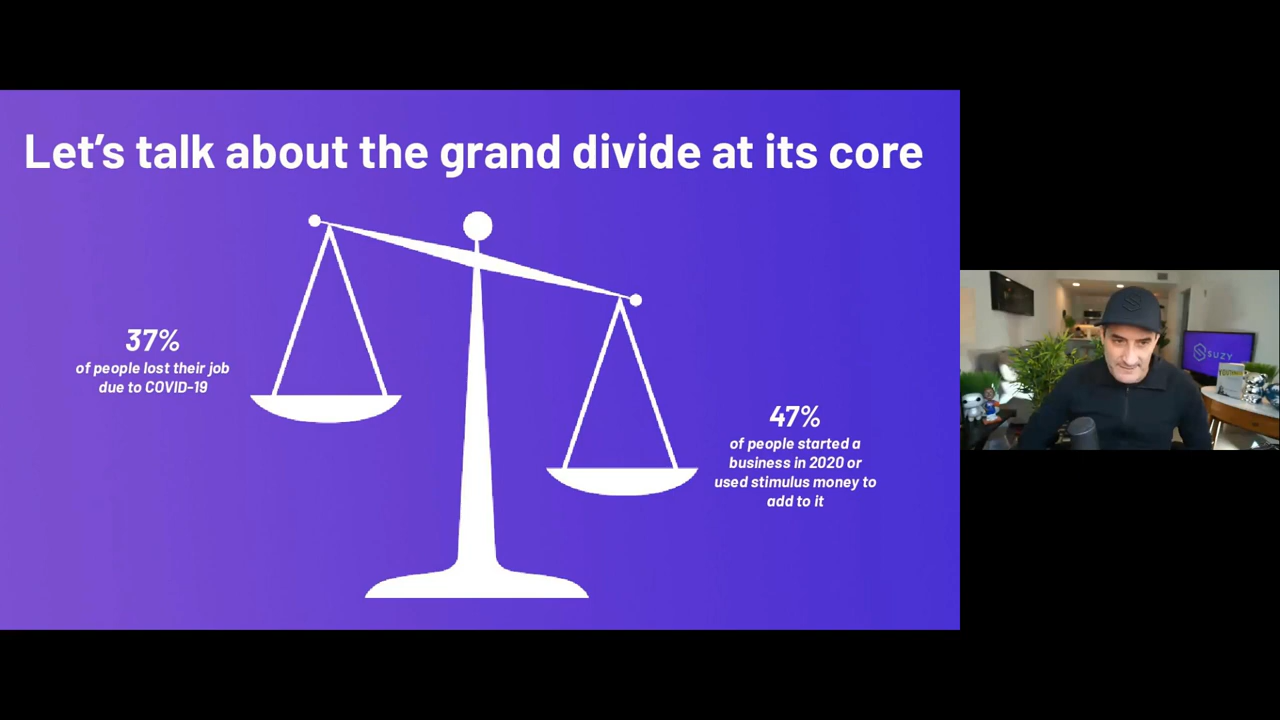 Let's talk about the grand divide at its core
37%
of people lost their job
due to COVID-19
47%
of people started a
business in 2020 or
used stimulus money to
add to it
SUZY